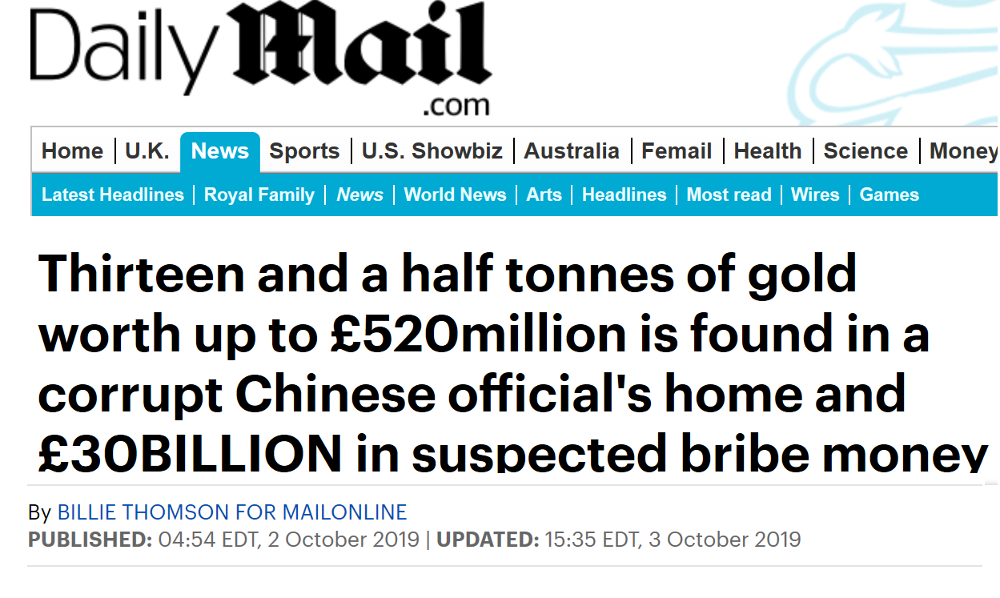 Daily Mail
.com
Home U.K. News Sports U.S. Showbiz Australia Femail Health Science Money
Latest Headlines Royal Family News World News Arts Headlines Most read Wires Games
Thirteen and a half tonnes of gold
worth up to £520million is found in a
corrupt Chinese official's home and
£30BILLION in suspected bribe money
By BILLIE THOMSON FOR MAILONLINE
PUBLISHED: 04:54 EDT, 2 October 2019 | UPDATED: 15:35 EDT, 3 October 2019